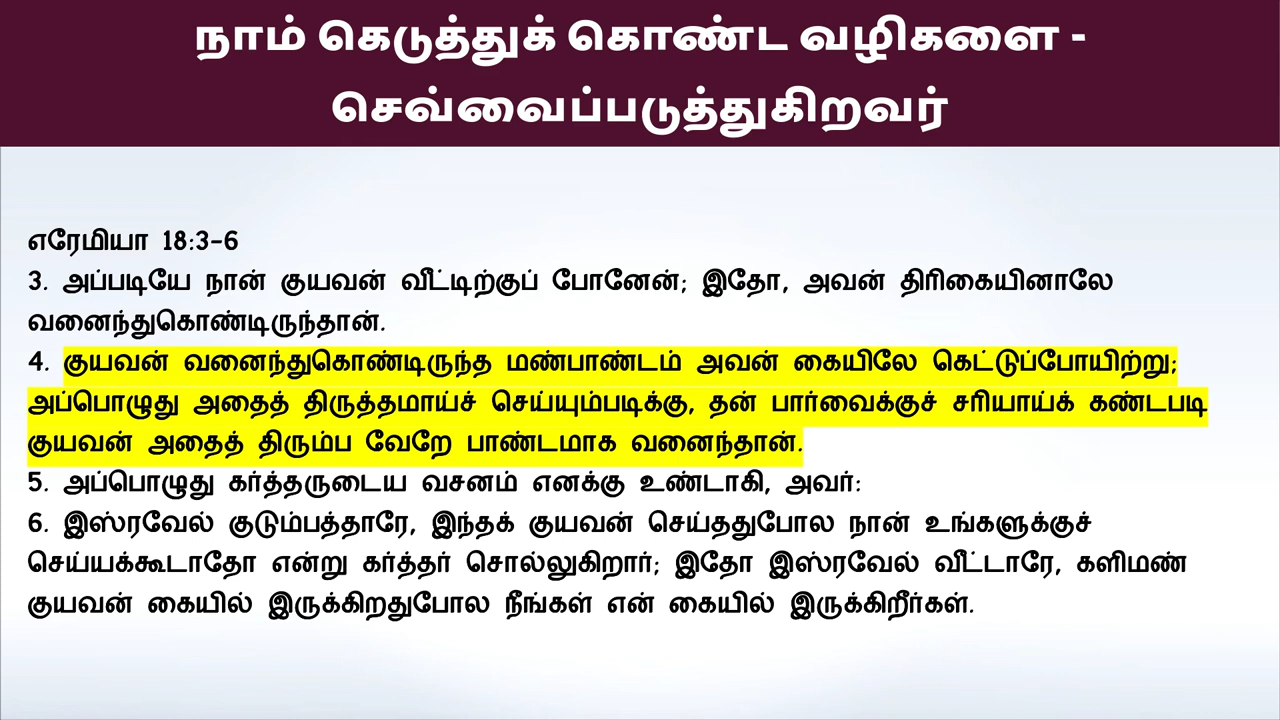 நாம் கெடுத்துக் கொண்ட வழிகளை -
செவ்வைப்படுத்துகிறவர்
எரேமியா 18:3-6
3. அப்படியே நான் குயவன் வீட்டிற்குப் போனேன்; இதோ, அவன் திரிகையினாலே
வனைந்துகொண்டிருந்தான்.
4. குயவன் வனைந்துகொண்டிருந்த மண்பாண்டம் அவன் கையிலே கெட்டுப்போயிற்று;
அப்பொழுது அதைத் திருத்தமாய்ச் செய்யும்படிக்கு, தன் பார்வைக்குச் சரியாய்க் கண்டபடி
குயவன் அதைத் திரும்ப வேறே பாண்டமாக வனைந்தான்.
5. அப்பொழுது கர்த்தருடைய வசனம் எனக்கு உண்டாகி, அவர்:
6. இஸ்ரவேல் குடும்பத்தாரே, இந்தக் குயவன் செய்ததுபோல நான் உங்களுக்குச்
செய்யக்கூடாதோ என்று கர்த்தர் சொல்லுகிறார்; இதோ இஸ்ரவேல் வீட்டாரே, களிமண்
குயவன் கையில் இருக்கிறதுபோல நீங்கள் என் கையில் இருக்கிறீர்கள்.